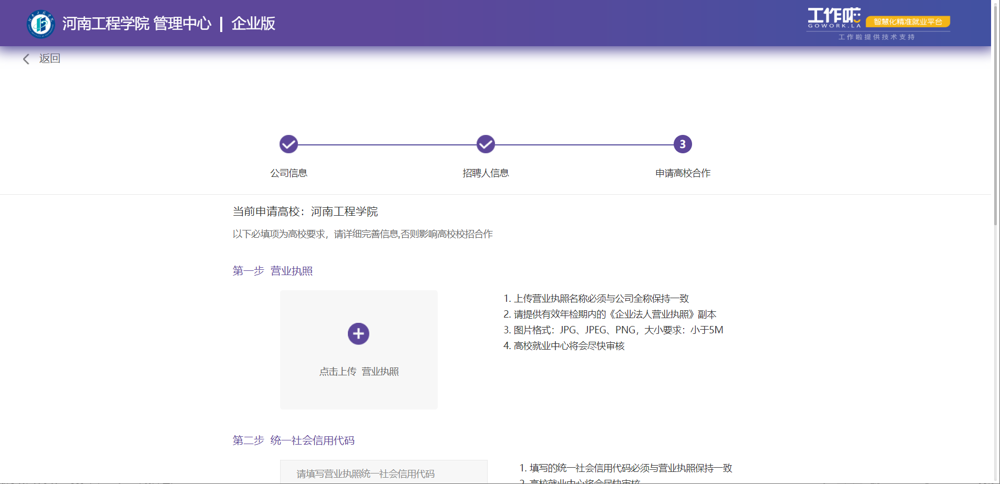 河南工程学院 管理中心 | 企业版
工作啦
GOWORK.LA
智慧化精准就业平台
工作啦提供技术支持
返回
3
公司信息
招聘人信息
申请高校合作
当前申请高校：河南工程学院
以下必填项为高校要求，请详细完善信息,否则影响高校校招合作
第一步 营业执照
点击上传 营业执照
1. 上传营业执照名称必须与公司全称保持一致
2. 请提供有效年检期内的《企业法人营业执照》副本
3. 图片格式：JPG、JPEG、PNG，大小要求：小于5M
4. 高校就业中心将会尽快审核
第二步 统一社会信用代码
请填写营业执照统一社会信用代码
1. 填写的统一社会信用代码必须与营业执照保持一致
2. 高校就业中心将会尽快审核